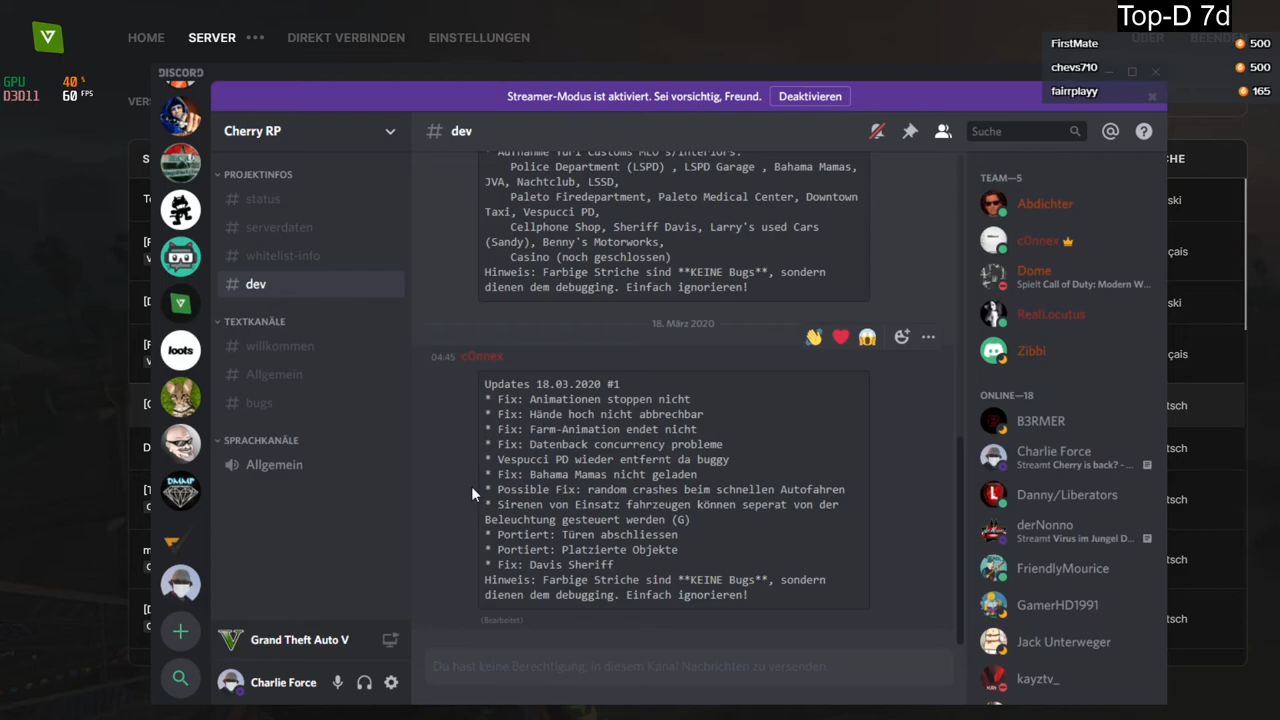 Top-D 7d
HOME
SERVER
DIREKT VERBINDEN
EINSTELLUNGEN
ÜBER
BEENDEN
FirstMate 500
chevs710 500
fairrplayy 165
GPU 40 %
D3D11 60 FPS
DISCORD
Streamer-Modus ist aktiviert. Sei vorsichtig, Freund. Deaktivieren
Cherry RP
# dev
Suche
PROJEKTINFOS
# status
# serverdaten
# whitelist-info
# dev
TEXTKANÄLE
# willkommen
# Allgemein
# bugs
SPRACHKANÄLE
Allgemein
Grand Theft Auto V
Charlie Force
* Aufnahme Yuri Customs MLO's/Interiors:
Police Department (LSPD) , LSPD Garage , Bahama Mamas,
JVA, Nachtclub, LSSD,
Paleto Firedepartment, Paleto Medical Center, Downtown
Taxi, Vespucci PD,
Cellphone Shop, Sheriff Davis, Larry's used Cars
(Sandy), Benny's Motorworks,
Casino (noch geschlossen)
Hinweis: Farbige Striche sind **KEINE Bugs**, sondern
dienen dem debugging. Einfach ignorieren!
18. März 2020
04:45 c0nnex
Updates 18.03.2020 #1
* Fix: Animationen stoppen nicht
* Fix: Hände hoch nicht abbrechbar
* Fix: Farm-Animation endet nicht
* Fix: Datenback concurrency probleme
* Vespucci PD wieder entfernt da buggy
* Fix: Bahama Mamas nicht geladen
* Possible Fix: random crashes beim schnellen Autofahren
* Sirenen von Einsatz fahrzeugen können seperat von der
Beleuchtung gesteuert werden (G)
* Portiert: Türen abschliessen
* Portiert: Platzierte Objekte
* Fix: Davis Sheriff
Hinweis: Farbige Striche sind **KEINE Bugs**, sondern
dienen dem debugging. Einfach ignorieren!
(Bearbeitet)
Du hast keine Berechtigung, in diesem Kanal Nachrichten zu versenden.
TEAM—5
Abdichter
c0nnex
Dome
Spielt Call of Duty: Modern W...
RealLocutus
Zibbi
ONLINE—18
B3RMER
Charlie Force
Streamt Cherry is back? - ...
Danny/Liberators
derNonno
Streamt Virus im Jungel D...
FriendlyMourice
GamerHD1991
Jack Unterweger
kayztv_
loots
DMMP